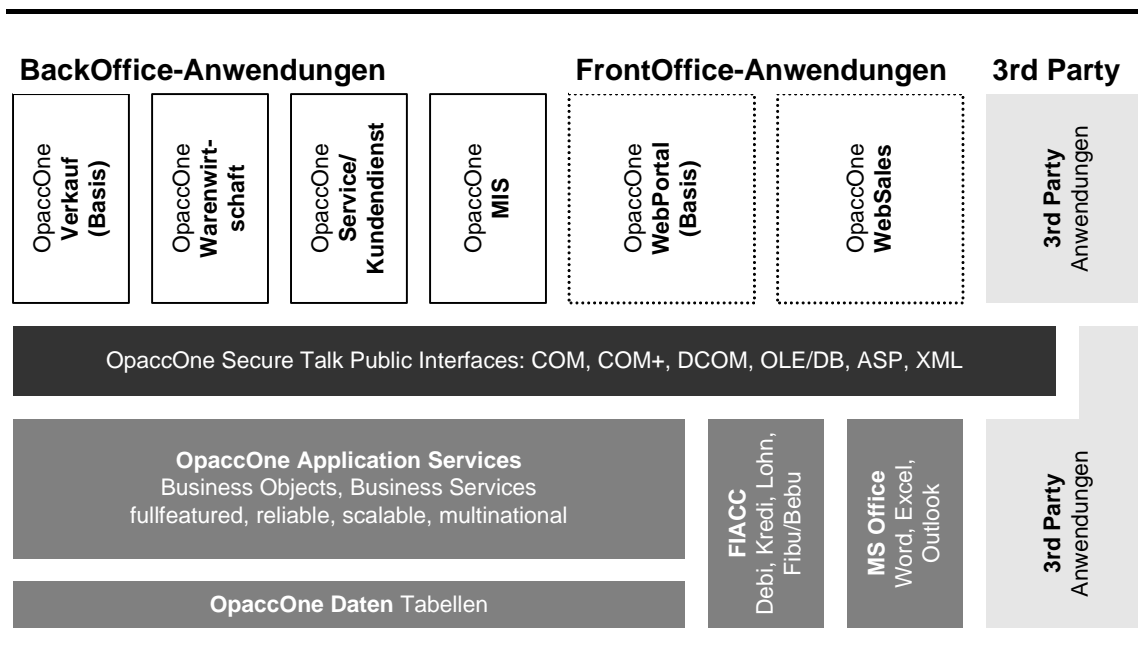 BackOffice-Anwendungen
FrontOffice-Anwendungen
3rd Party
OpaccOne
Verkauf
(Basis)
OpaccOne
Warenwirt-
schaft
OpaccOne
Service/
Kundendienst
OpaccOne
MIS
OpaccOne
WebPortal
(Basis)
OpaccOne
WebSales
3rd Party
Anwendungen
OpaccOne Secure Talk Public Interfaces: COM, COM+, DCOM, OLE/DB, ASP, XML
OpaccOne Application Services
Business Objects, Business Services
fullfeatured, reliable, scalable, multinational
OpaccOne Daten Tabellen
FIACC
Debi, Kredi, Lohn,
Fibu/Bebu
MS Office
Word, Excel,
Outlook
3rd Party
Anwendungen